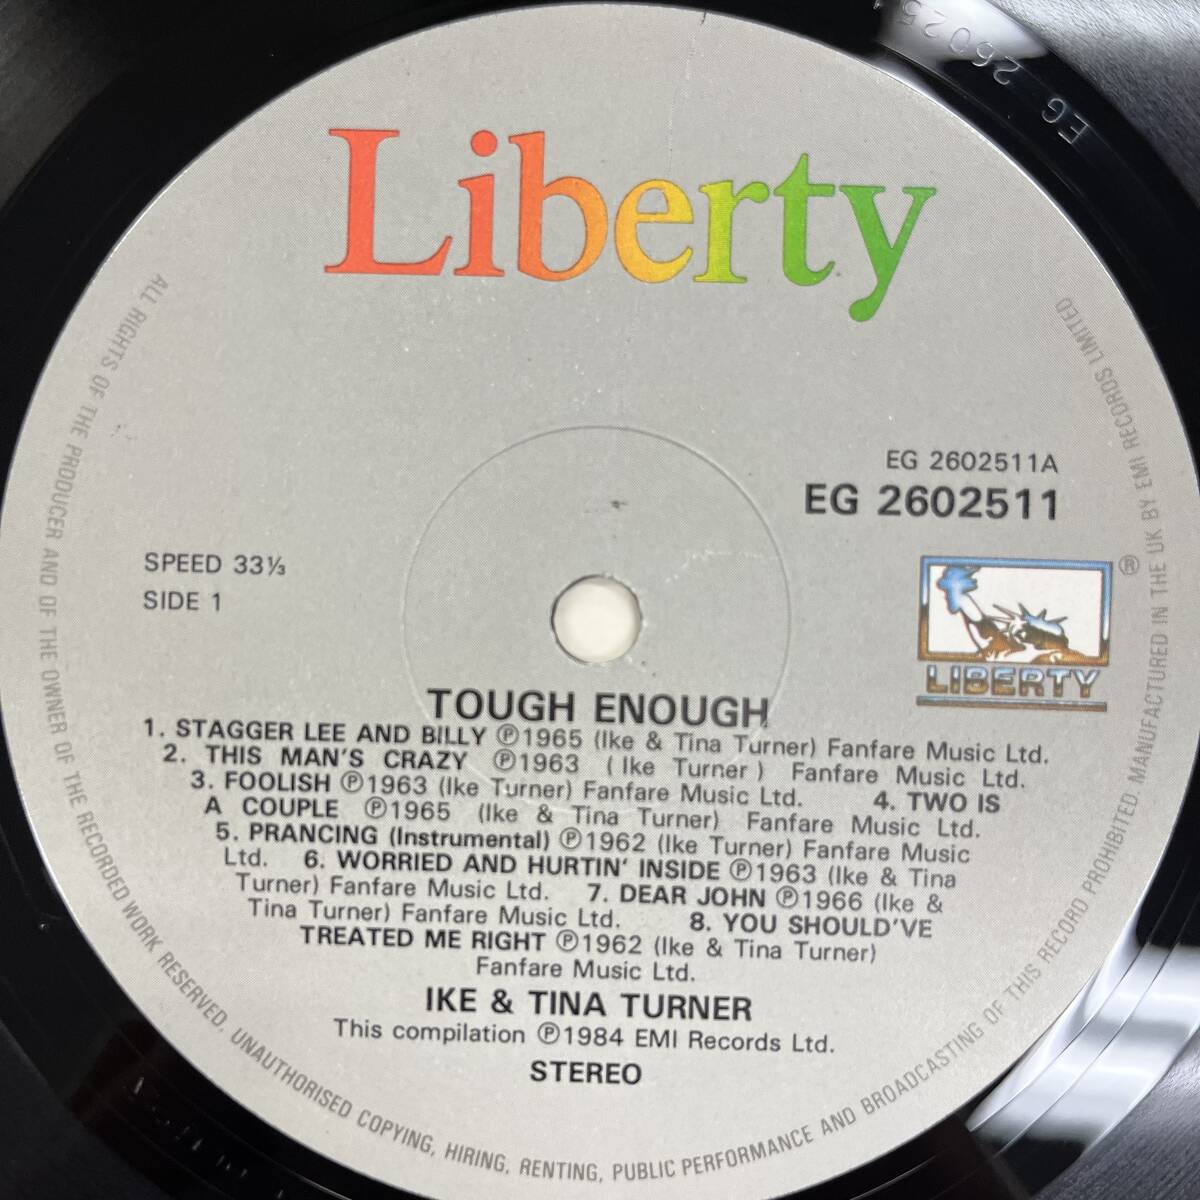 Liberty
EG 2602511A
EG 2602511
SPEED 33⅓
SIDE 1
®
LIBERTY
TOUGH ENOUGH
1. STAGGER LEE AND BILLY ℗1965 (Ike & Tina Turner) Fanfare Music Ltd.
2. THIS MAN'S CRAZY ℗1963 ( Ike Turner ) Fanfare Music Ltd.
3. FOOLISH ℗1963 (Ike Turner) Fanfare Music Ltd. 4. TWO IS
A COUPLE ℗1965 (Ike & Tina Turner) Fanfare Music Ltd.
5. PRANCING (Instrumental) ℗1962 (Ike Turner) Fanfare Music
Ltd. 6. WORRIED AND HURTIN' INSIDE ℗1963 (Ike & Tina
Turner) Fanfare Music Ltd. 7. DEAR JOHN ℗1966 (Ike &
Tina Turner) Fanfare Music Ltd. 8. YOU SHOULD'VE
TREATED ME RIGHT ℗1962 (Ike & Tina Turner)
Fanfare Music Ltd.
IKE & TINA TURNER
This compilation ℗1984 EMI Records Ltd.
STEREO
ALL RIGHTS OF THE PRODUCER AND OF THE OWNER OF THE RECORDED WORK RESERVED. UNAUTHORISED COPYING, HIRING, RENTING, PUBLIC PERFORMANCE AND BROADCASTING OF THIS RECORD PROHIBITED. MANUFACTURED IN THE UK BY EMI RECORDS LIMITED
EG